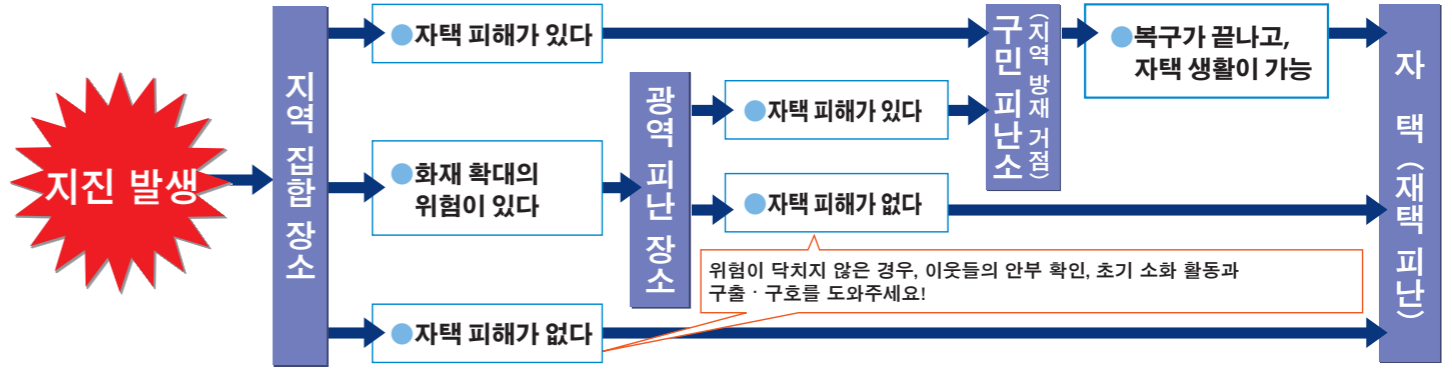 지진 발생
지역 집합 장소
●자택 피해가 있다
●화재 확대의
위험이 있다
●자택 피해가 없다
광역 피난 장소
●자택 피해가 있다
●자택 피해가 없다
위험이 닥치지 않은 경우, 이웃들의 안부 확인, 초기 소화 활동과
구출 · 구호를 도와주세요!
구민 피난소
(지역 방재 거점)
●복구가 끝나고,
자택 생활이 가능
자택 (재택 피난)